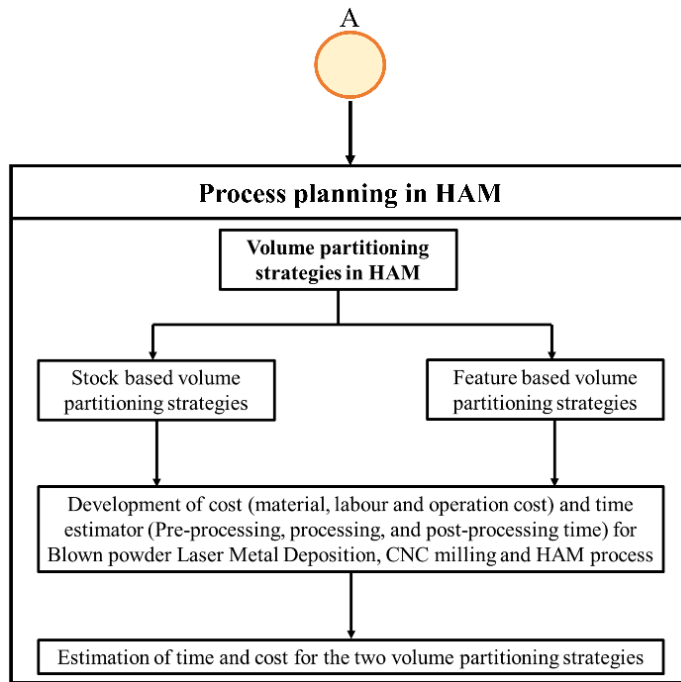 A
Process planning in HAM
Volume partitioning
strategies in HAM
Stock based volume
partitioning strategies
Feature based volume
partitioning strategies
Development of cost (material, labour and operation cost) and time
estimator (Pre-processing, processing, and post-processing time) for
Blown powder Laser Metal Deposition, CNC milling and HAM process
Estimation of time and cost for the two volume partitioning strategies